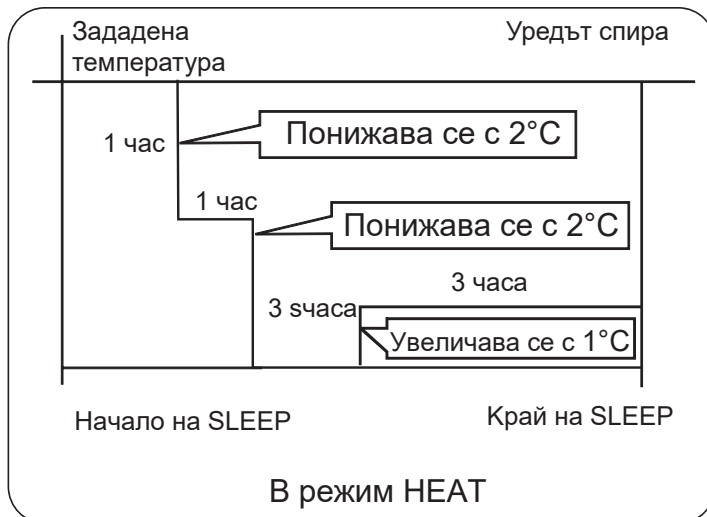 Зададена
температура
Уредът спира
1 час
Понижава се с 2°C
1 час
Понижава се с 2°C
3 часа
3 sчаса
Увеличава се с 1°C
Начало на SLEEP
Край на SLEEP
В режим HEAT